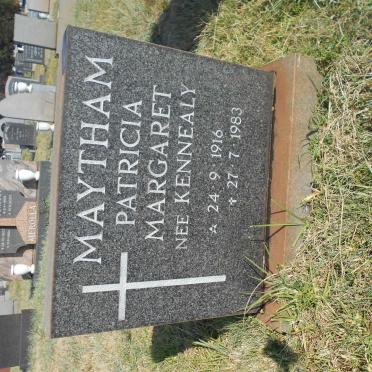 MAYTHAM
PATRICIA
MARGARET
NEE KENNEALY
☆ 24 9 1916
✝ 27 7 1983